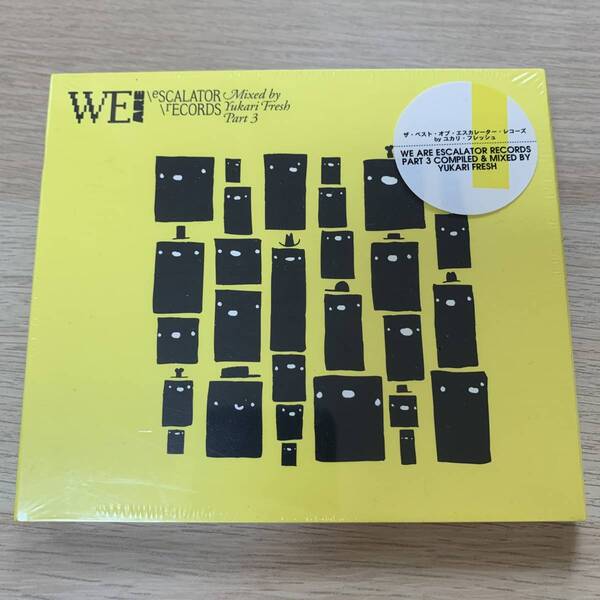 WE ARE \eSCALATOR Mixed by
\rECORDS Yukari Fresh
Part 3
ザ・ベスト・オブ・エスカレーター・レコーズ
by ユカリ・フレッシュ
WE ARE ESCALATOR RECORDS
PART 3 COMPILED & MIXED BY
YUKARI FRESH